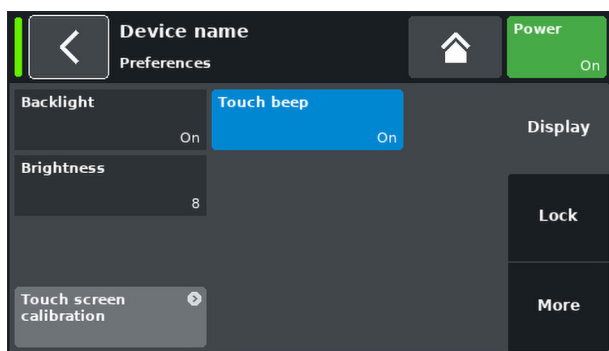 Device name
Preferences
Power
On
Backlight
On
Touch beep
On
Display
Brightness
8
Lock
Touch screen
calibration
More